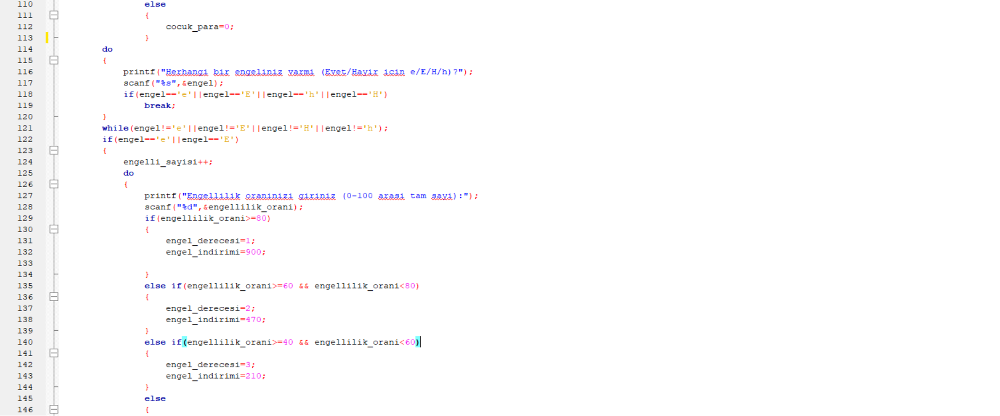 110 else
111 {
112 cocuk_para=0;
113 }
114 do
115 {
116 printf("Herhangi bir engeliniz varmi (Evet/Hayir icin e/E/H/h)?");
117 scanf("%s",&engel);
118 if(engel=='e'||engel=='E'||engel=='h'||engel=='H')
119 break;
120 }
121 while(engel!='e'||engel!='E'||engel!='H'||engel!='h');
122 if(engel=='e'||engel=='E')
123 {
124 engelli_sayisi++;
125 do
126 {
127 printf("Engellilik oraninizi giriniz (0-100 arasi tam sayi):");
128 scanf("%d",&engellilik_orani);
129 if(engellilik_orani>=80)
130 {
131 engel_derecesi=1;
132 engel_indirimi=900;
133
134 }
135 else if(engellilik_orani>=60 && engellilik_orani<80)
136 {
137 engel_derecesi=2;
138 engel_indirimi=470;
139 }
140 else if(engellilik_orani>=40 && engellilik_orani<60)
141 {
142 engel_derecesi=3;
143 engel_indirimi=210;
144 }
145 else
146 {